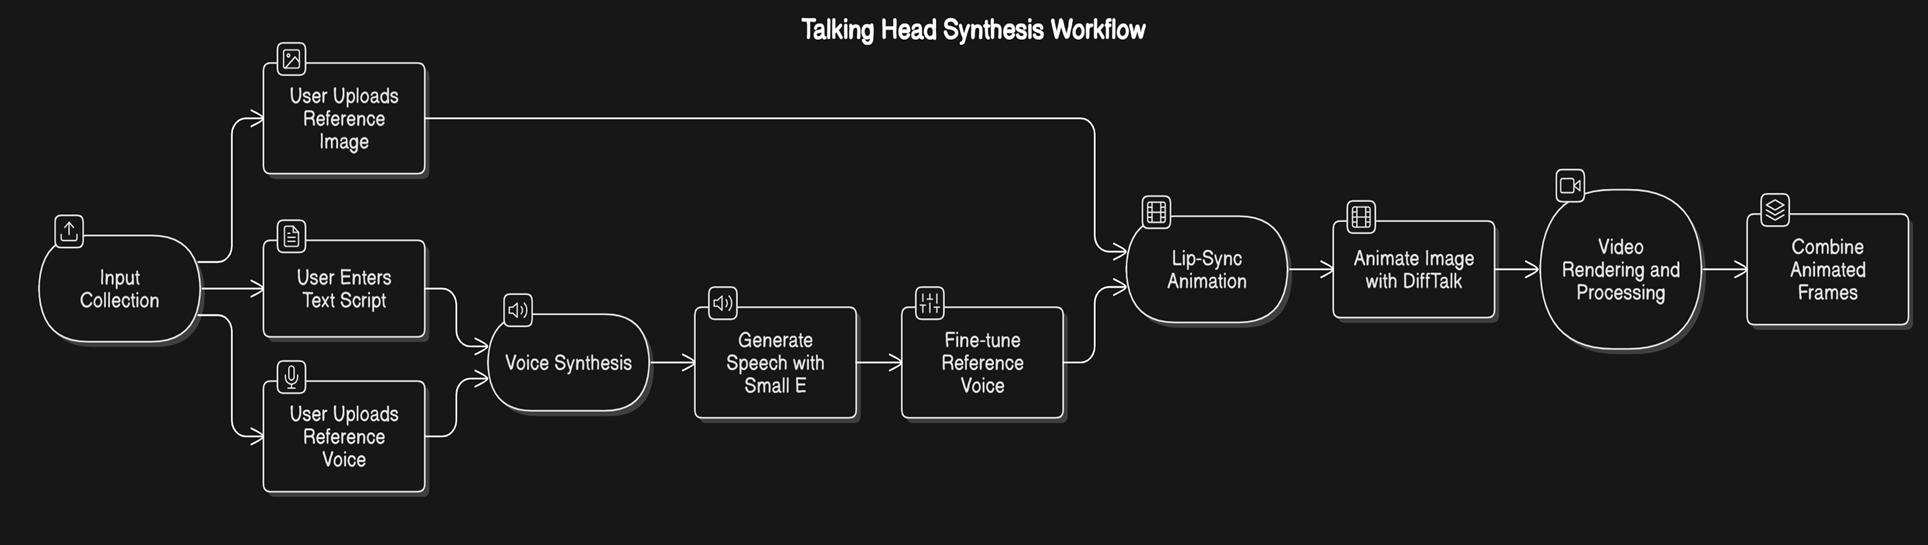 Talking Head Synthesis Workflow
User Uploads
Reference
Image
Input
Collection
User Enters
Text Script
User Uploads
Reference
Voice
Voice Synthesis
Generate
Speech with
Small E
Fine-tune
Reference
Voice
Lip-Sync
Animation
Animate Image
with DiffTalk
Video
Rendering and
Processing
Combine
Animated
Frames